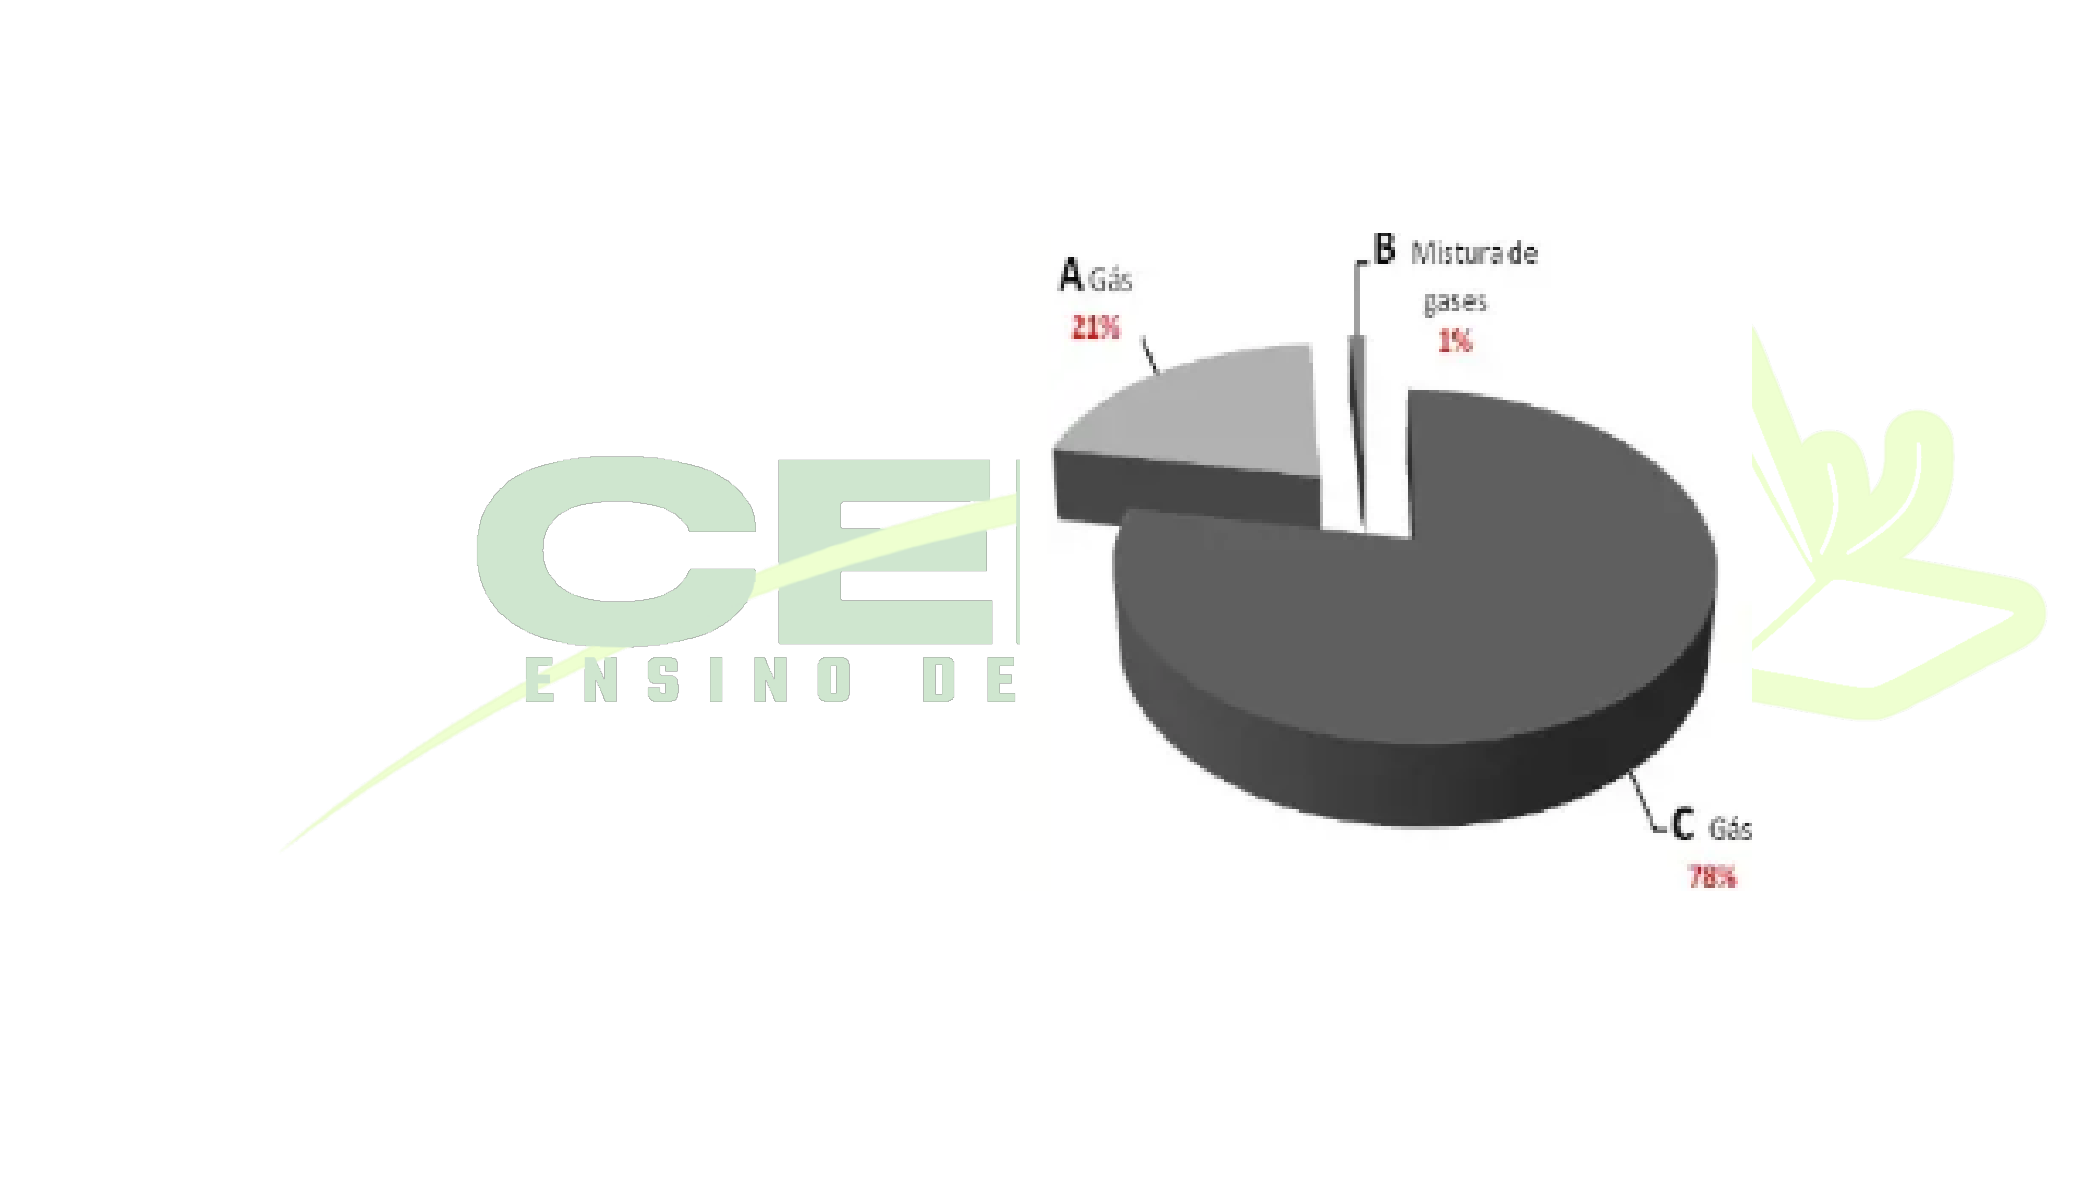 A Gás
21%
B Mistura de
gases
1%
C Gás
78%
CE
ENSINO DE